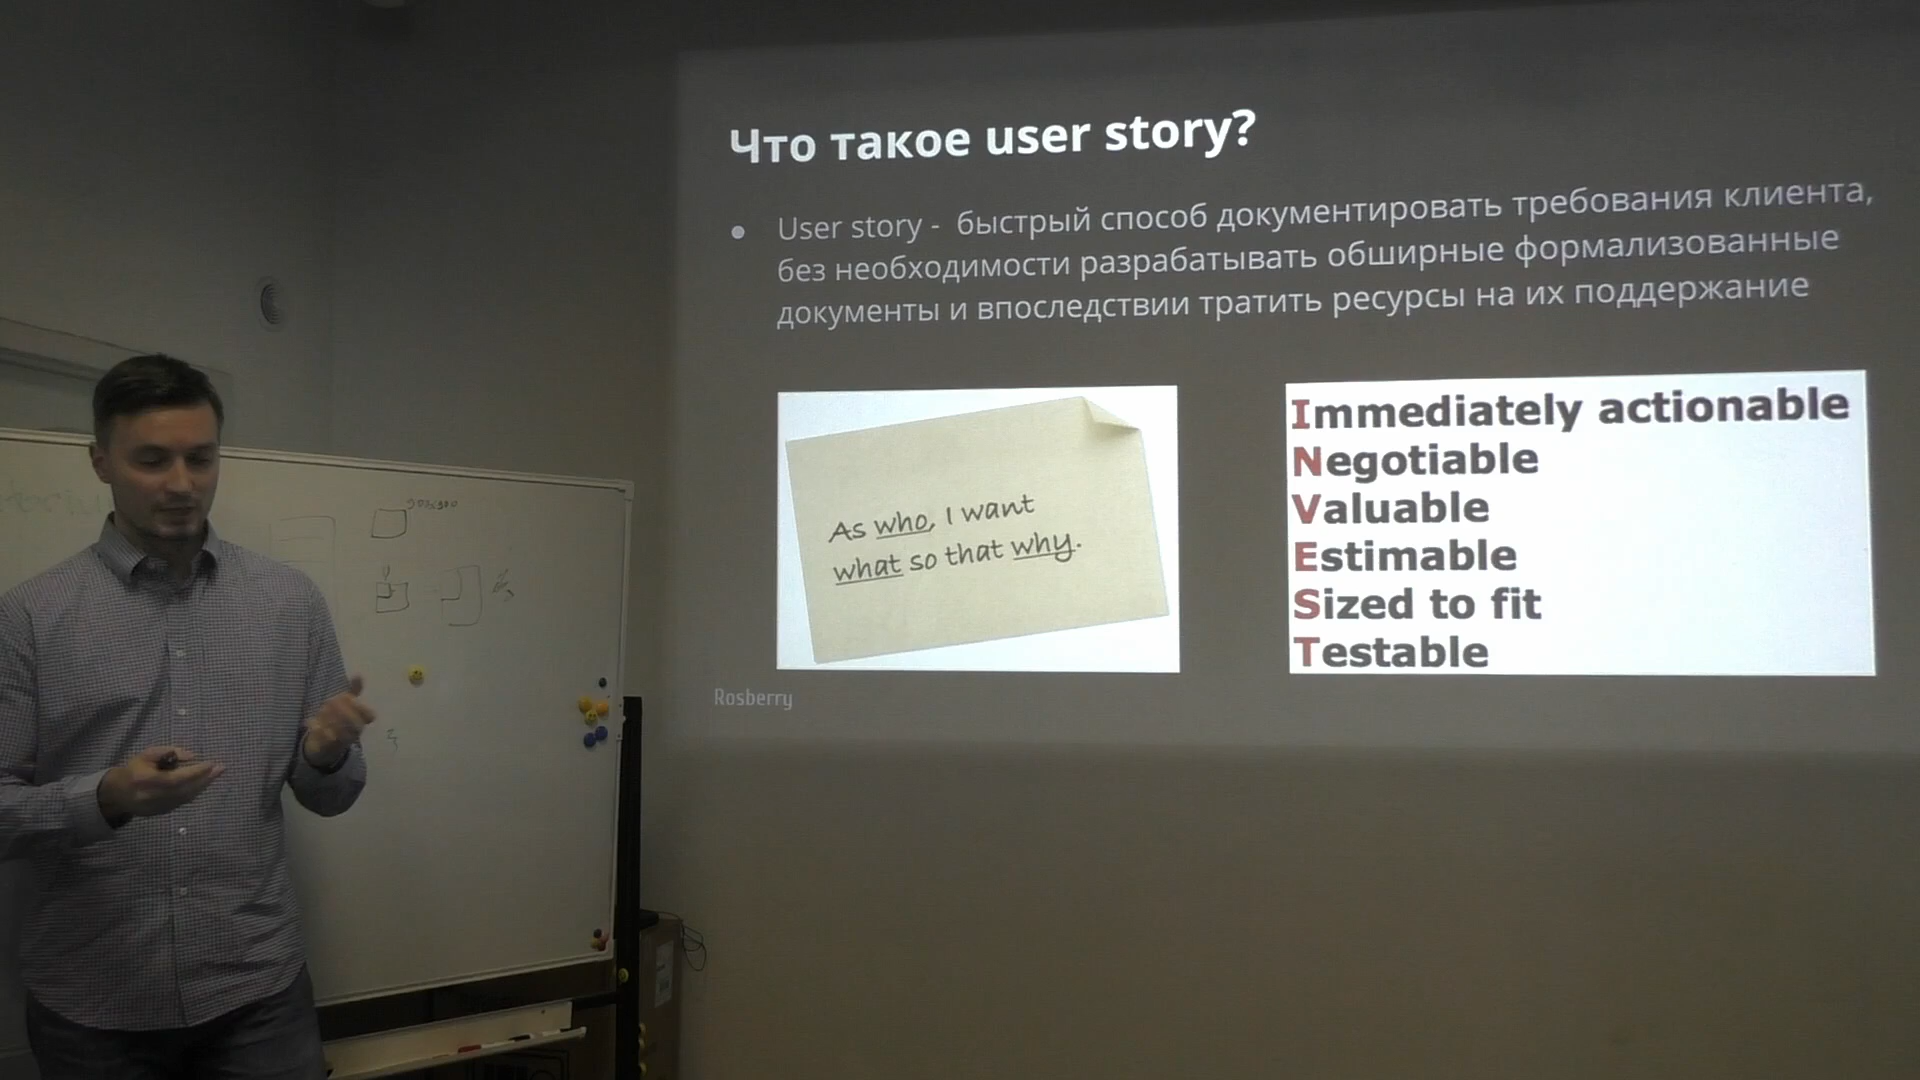 Что такое user story?
• User story - быстрый способ документировать требования клиента,
без необходимости разрабатывать обширные формализованные
документы и впоследствии тратить ресурсы на их поддержание
As who, I want
what so that why.
Immediately actionable
Negotiable
Valuable
Estimable
Sized to fit
Testable
Rosberry